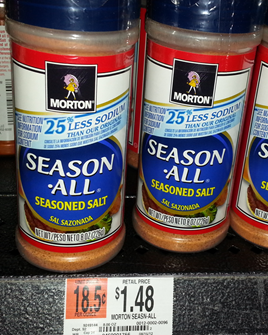 MORTON
25% LESS SODIUM
THAN OUR ORIGINAL
SEASON
-ALL®
SEASONED SALT
SAL SAZONADA
NET WT/PESO NETO 8 OZ (226g)
MORTON
25% LESS SODIUM
THAN OUR ORIGINAL
SEASON
-ALL®
SEASONED SALT
SAL SAZONADA
NET WT/PESO NETO 8 OZ (226g)
18.5¢
RETAIL PRICE
$1.48
MORTON SEASN-ALL